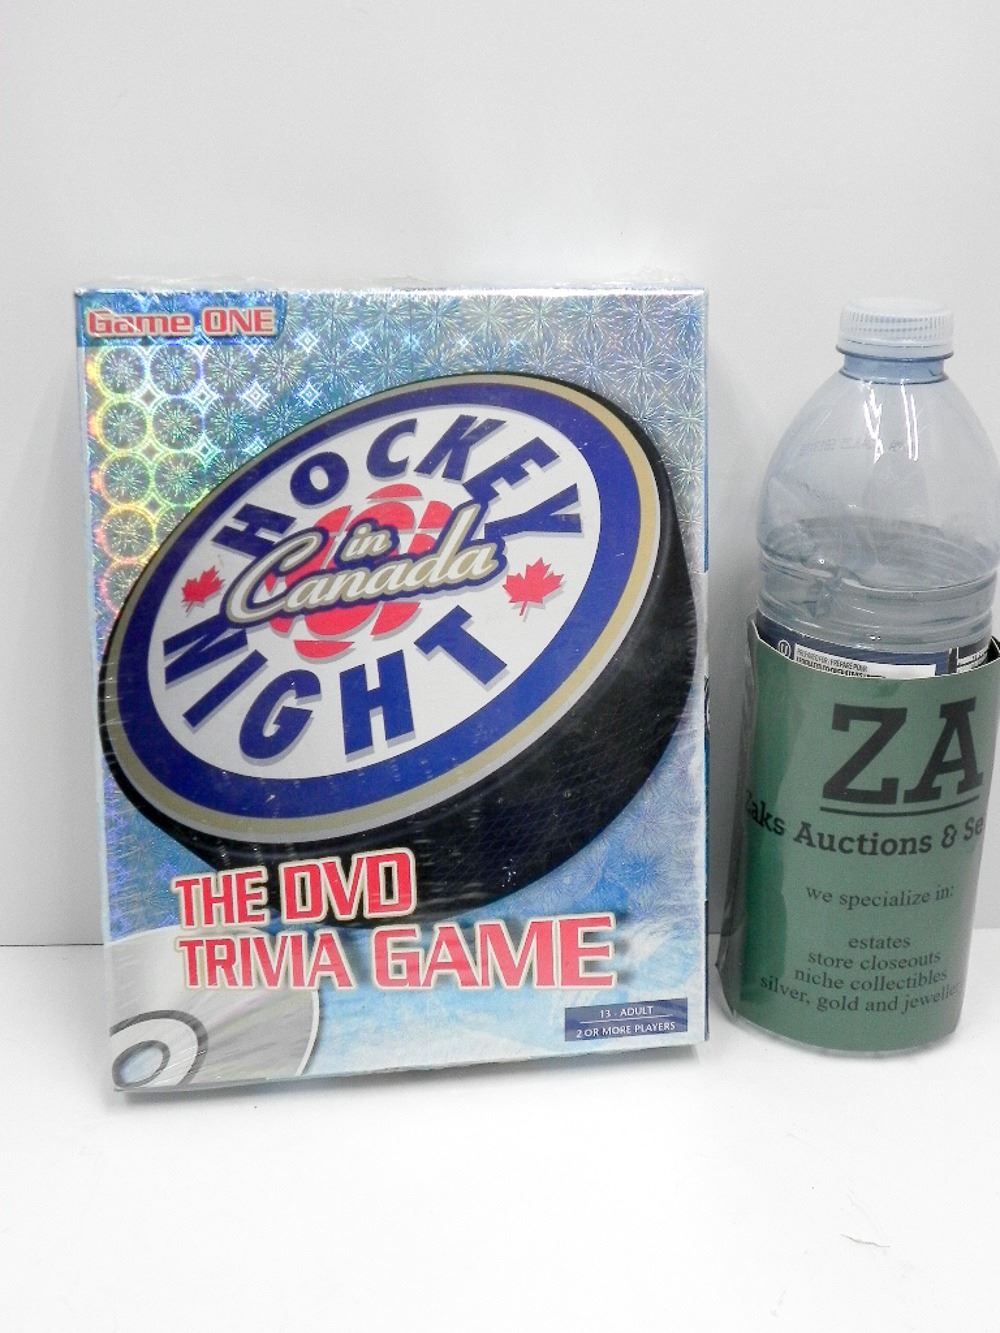 Game ONE
HOCKEY
in
Canada
NIGHT
THE DVD
TRIVIA GAME
13 - ADULT
2 OR MORE PLAYERS
ZA
Zaks Auctions & Se
we specialize in:
estates
store closeouts
niche collectibles
silver, gold and jewelle